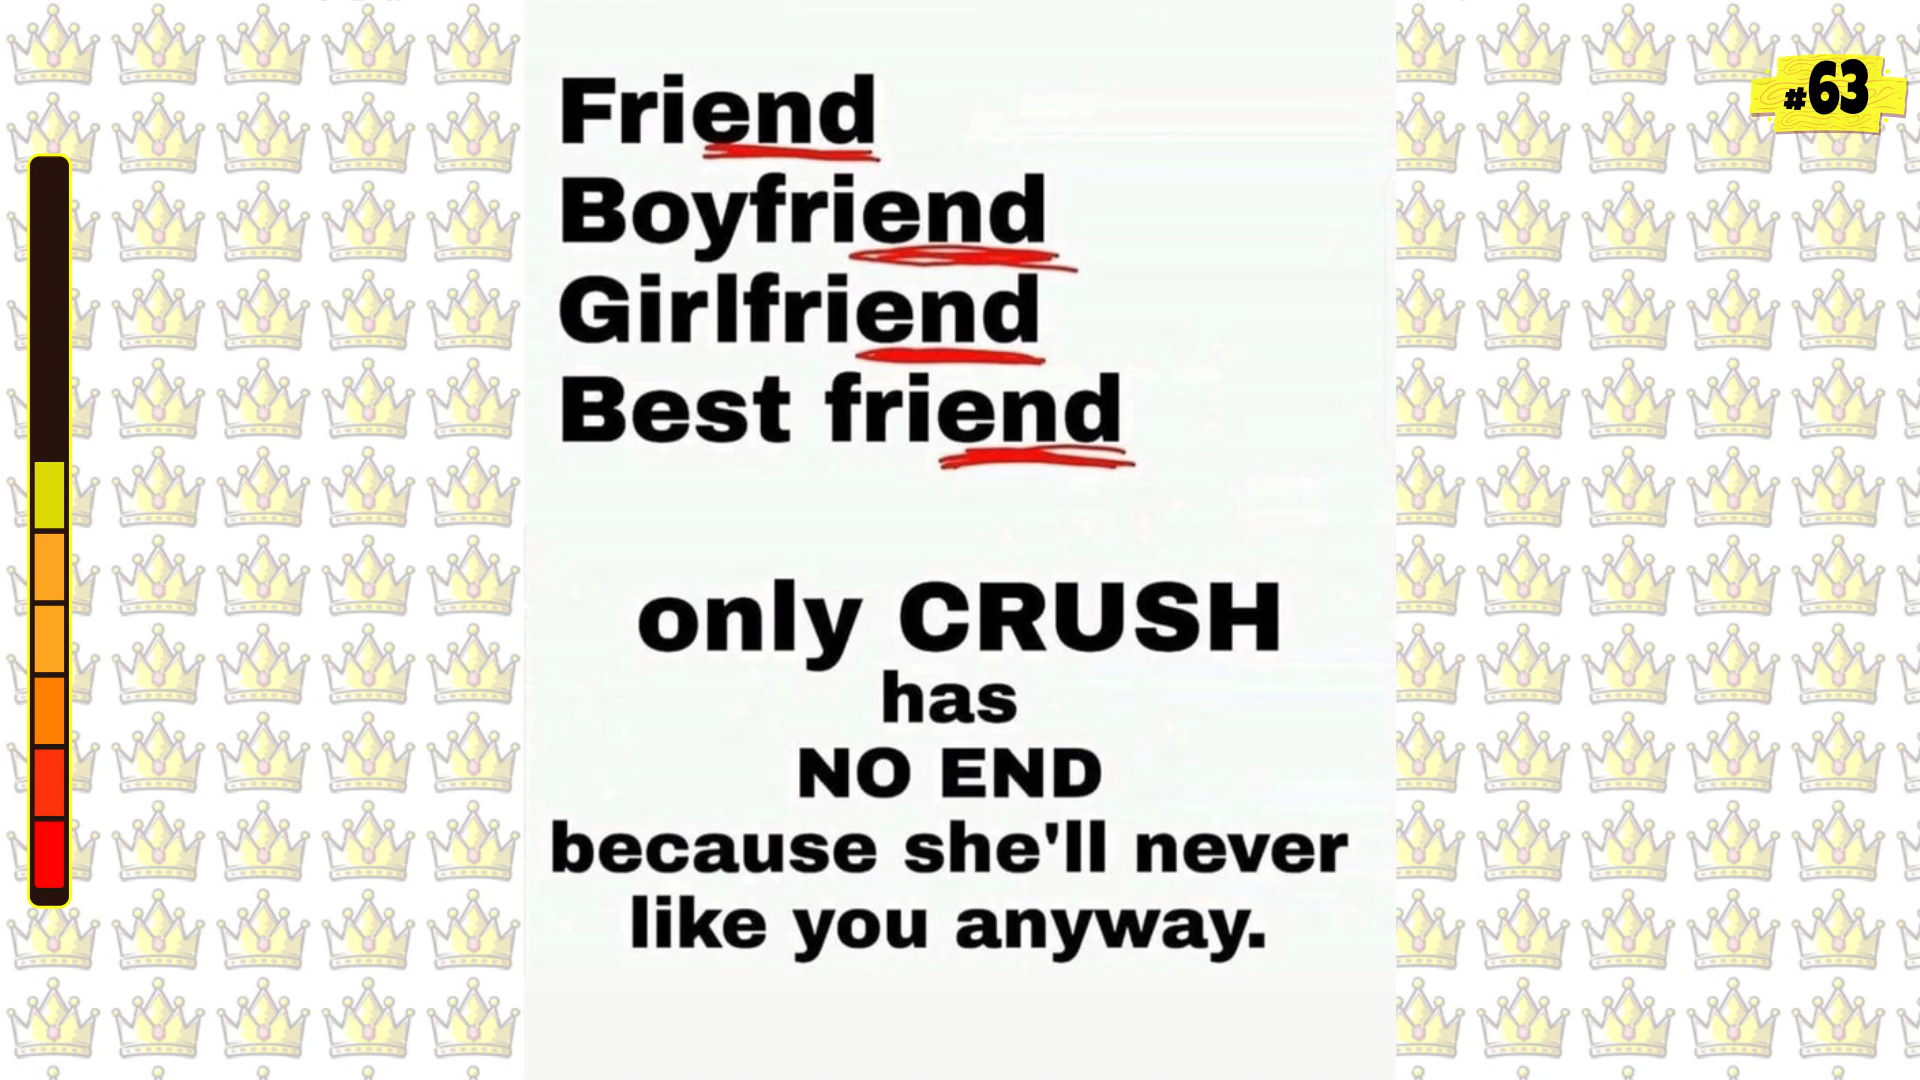 #63
Friend
Boyfriend
Girlfriend
Best friend
only CRUSH
has
NO END
because she'll never
like you anyway.